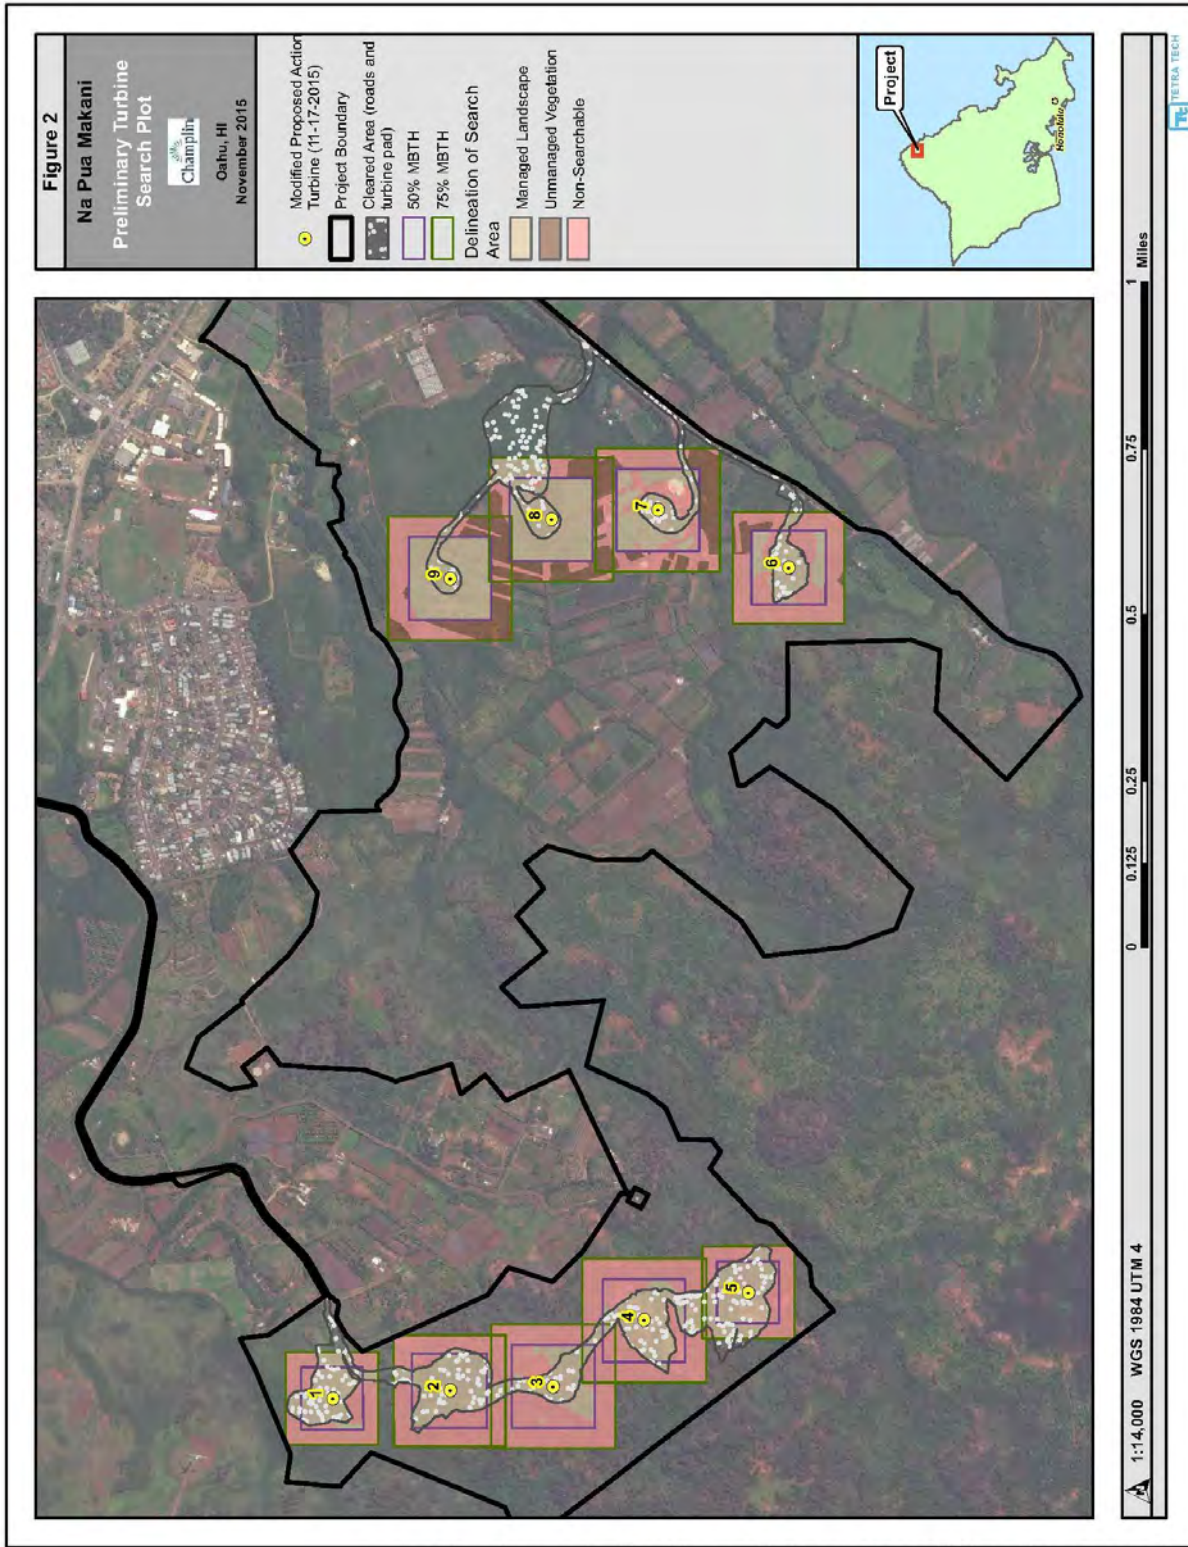 Figure 2
Na Pua Makani
Preliminary Turbine
Search Plot
Champlin
Oahu, HI
November 2015
Modified Proposed Action
Turbine (11-17-2015)
Project Boundary
Cleared Area (roads and
turbine pad)
50% MBTH
75% MBTH
Delineation of Search
Area
Managed Landscape
Unmanaged Vegetation
Non-Searchable
Project
Honolulu
1
2
3
4
5
6
7
8
9
1:14,000 WGS 1984 UTM 4
0 0.125 0.25 0.5 0.75 1
Miles
TETRA TECH